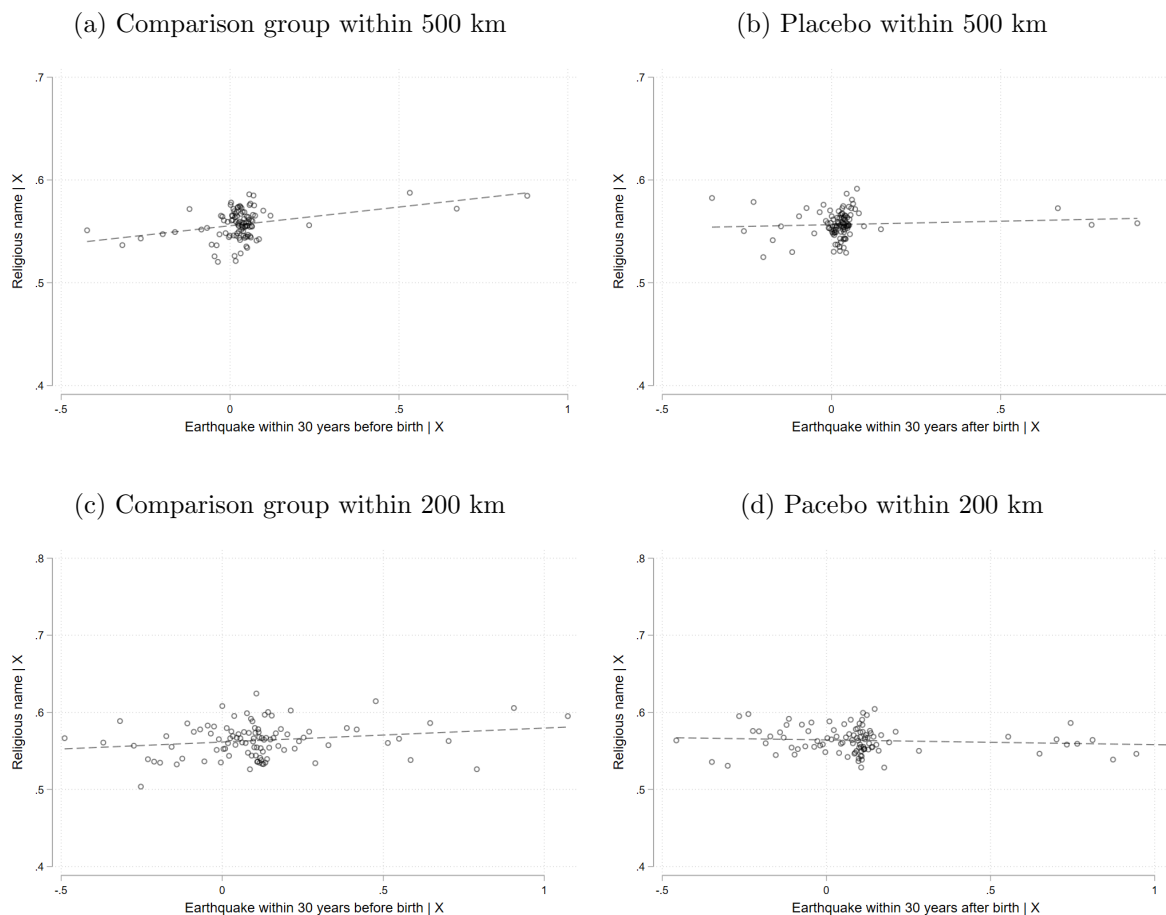 (a) Comparison group within 500 km
.7
.6
.5
.4
Religious name | X
-.5 0 .5 1
Earthquake within 30 years before birth | X
(b) Placebo within 500 km
.7
.6
.5
.4
Religious name | X
-.5 0 .5
Earthquake within 30 years after birth | X
(c) Comparison group within 200 km
.8
.7
.6
.5
.4
Religious name | X
-.5 0 .5 1
Earthquake within 30 years before birth | X
(d) Pacebo within 200 km
.8
.7
.6
.5
.4
Religious name | X
-.5 0 .5 1
Earthquake within 30 years after birth | X